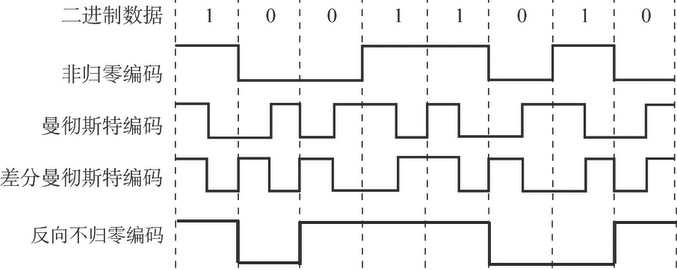 二进制数据 1 0 0 1 1 0 1 0
非归零编码
曼彻斯特编码
差分曼彻斯特编码
反向不归零编码